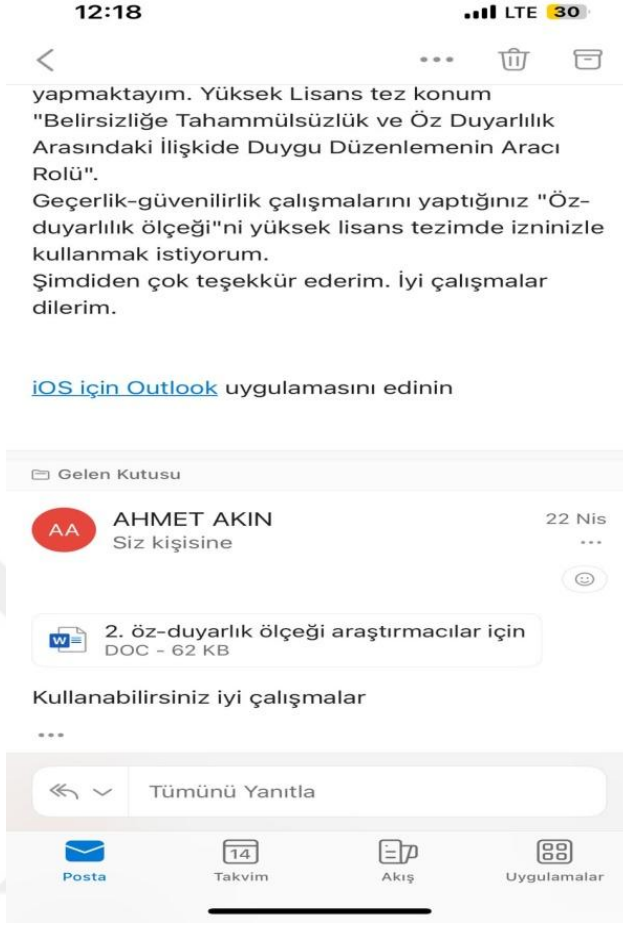 12:18 LTE 30
yapmaktayım. Yüksek Lisans tez konum
"Belirsizliğe Tahammülsüzlük ve Öz Duyarlılık
Arasındaki İlişkide Duygu Düzenlemenin Aracı
Rolü".
Geçerlik-güvenilirlik çalışmalarını yaptığınız "Öz-
duyarlılık ölçeği"ni yüksek lisans tezimde izninizle
kullanmak istiyorum.
Şimdiden çok teşekkür ederim. İyi çalışmalar
dilerim.
iOS için Outlook uygulamasını edinin
Gelen Kutusu
AA AHMET AKIN 22 Nis
Siz kişisine
W 2. öz-duyarlık ölçeği araştırmacılar için
DOC - 62 KB
Kullanabilirsiniz iyi çalışmalar
Tümünü Yanıtla
14
Posta Takvim Akış Uygulamalar